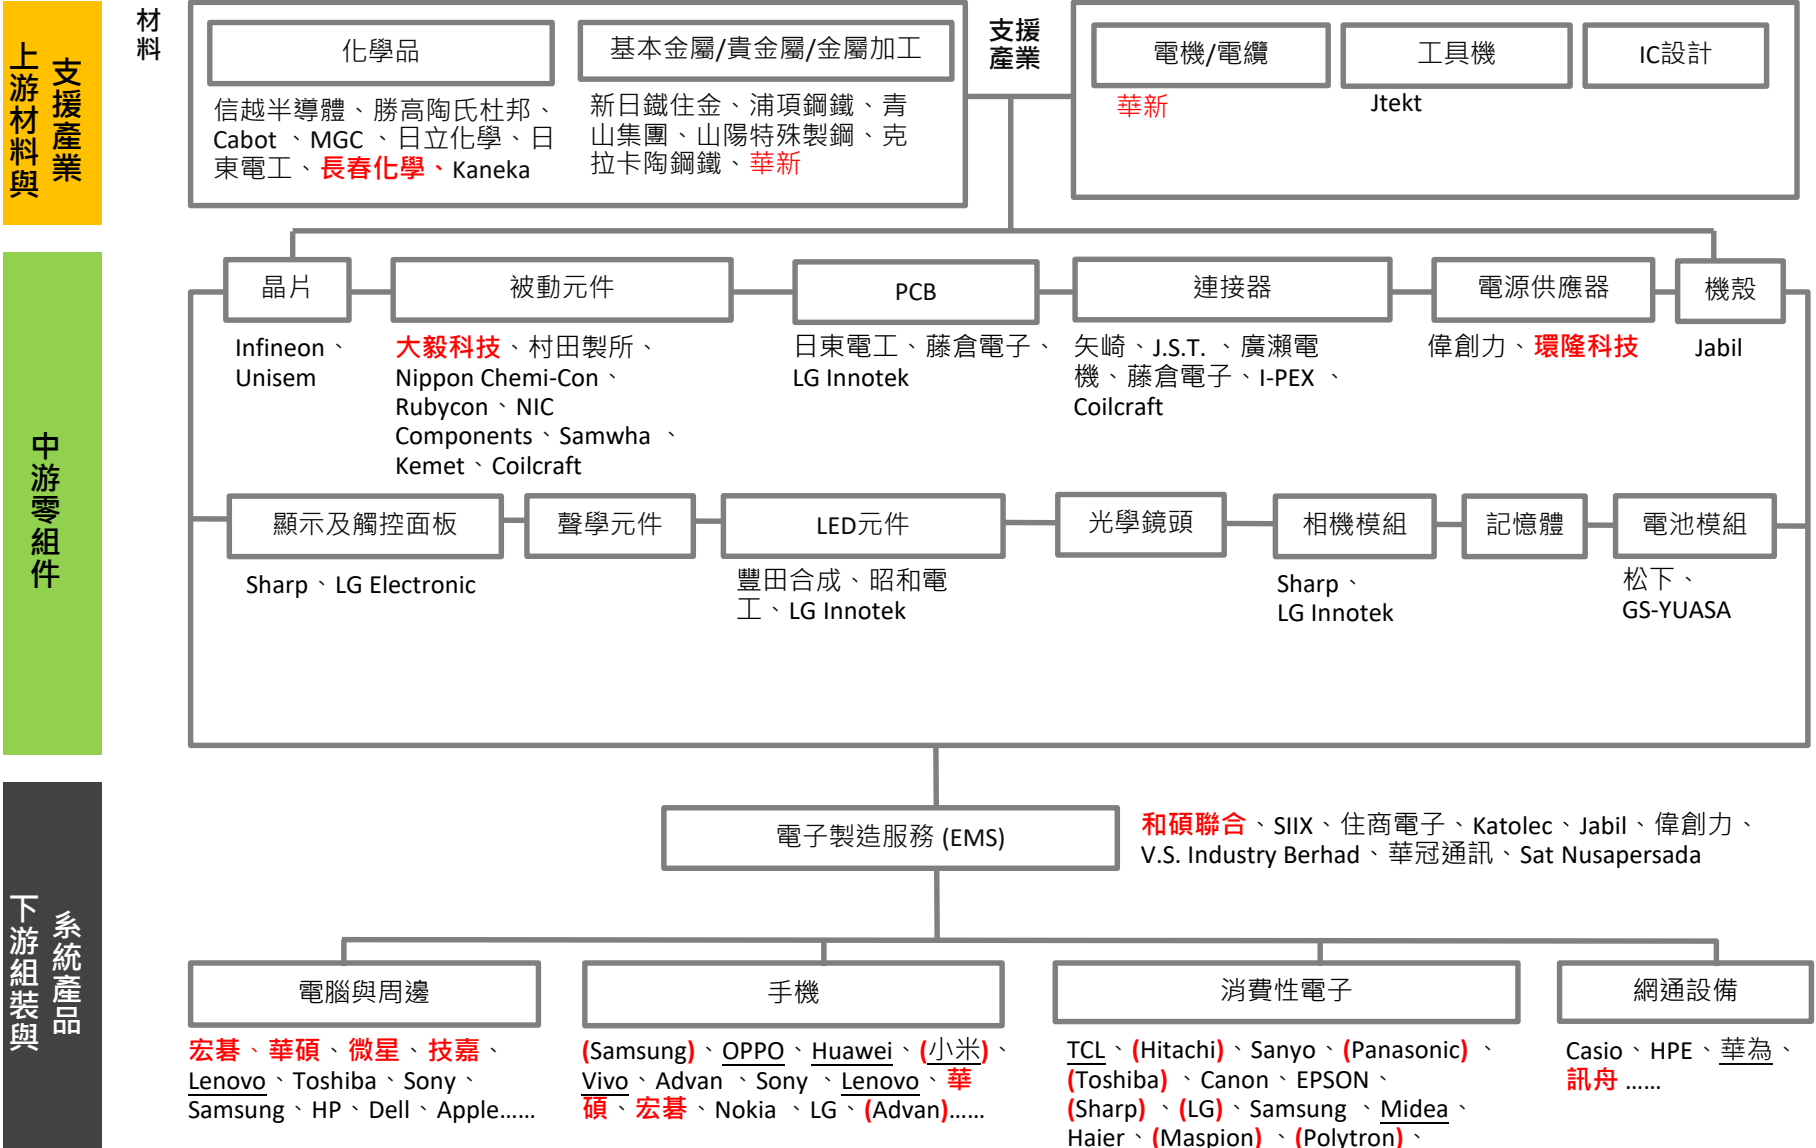 上游材料與
支援產業
材料
化學品
信越半導體、勝高陶氏杜邦、
Cabot 、MGC 、日立化學、日
東電工、長春化學、Kaneka
基本金屬/貴金屬/金屬加工
新日鐵住金、浦項鋼鐵、青
山集團、山陽特殊製鋼、克
拉卡陶鋼鐵、華新
支援
產業
電機/電纜
華新
工具機
Jtekt
IC設計
中游零組件
晶片
Infineon、
Unisem
被動元件
大毅科技、村田製所、
Nippon Chemi-Con、
Rubycon、NIC
Components、Samwha 、
Kemet、Coilcraft
PCB
日東電工、藤倉電子、
LG Innotek
連接器
矢崎、J.S.T. 、廣瀨電
機、藤倉電子、I-PEX 、
Coilcraft
電源供應器
偉創力、環隆科技
機殼
Jabil
顯示及觸控面板
Sharp、LG Electronic
聲學元件
LED元件
豐田合成、昭和電
工、LG Innotek
光學鏡頭
相機模組
Sharp、
LG Innotek
記憶體
電池模組
松下、
GS-YUASA
下游組裝與
系統產品
電子製造服務 (EMS)
和碩聯合、SIIX、住商電子、Katolec、Jabil、偉創力、
V.S. Industry Berhad、華冠通訊、Sat Nusapersada
電腦與周邊
宏碁、華碩、微星、技嘉、
Lenovo、Toshiba、Sony、
Samsung、HP、Dell、Apple……
手機
(Samsung)、OPPO、Huawei、(小米)、
Vivo、Advan 、Sony 、Lenovo、華
碩、宏碁、Nokia 、LG、(Advan)……
消費性電子
TCL、(Hitachi)、Sanyo、(Panasonic) 、
(Toshiba) 、Canon、EPSON、
(Sharp) 、(LG)、Samsung 、Midea、
Haier、(Maspion) 、(Polytron)、
網通設備
Casio、HPE、華為、
訊舟 ……